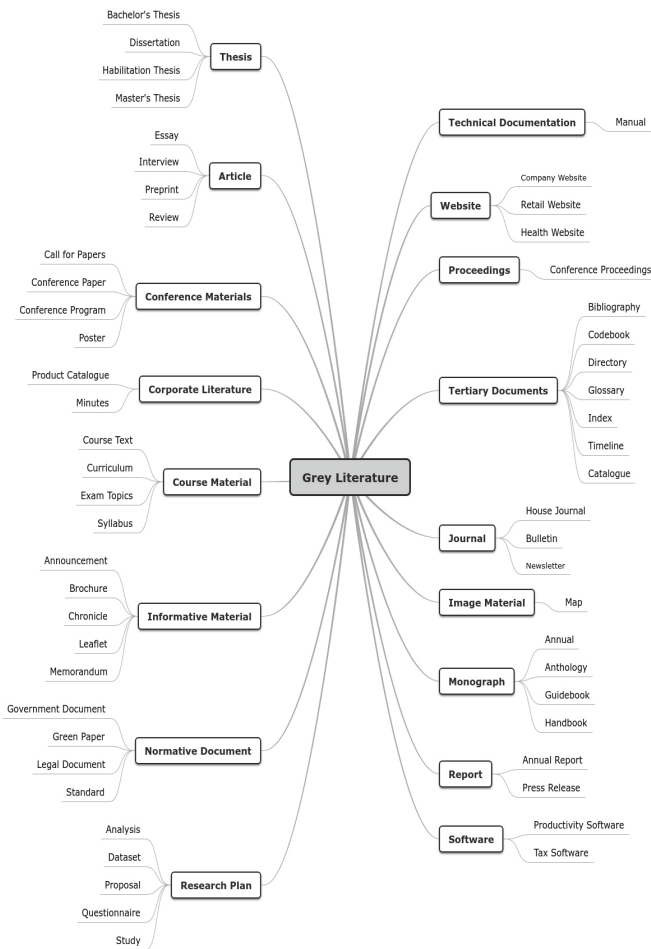 Grey Literature
Thesis
Bachelor's Thesis
Dissertation
Habilitation Thesis
Master's Thesis
Article
Essay
Interview
Preprint
Review
Conference Materials
Call for Papers
Conference Paper
Conference Program
Poster
Corporate Literature
Product Catalogue
Minutes
Course Material
Course Text
Curriculum
Exam Topics
Syllabus
Informative Material
Announcement
Brochure
Chronicle
Leaflet
Memorandum
Normative Document
Government Document
Green Paper
Legal Document
Standard
Research Plan
Analysis
Dataset
Proposal
Questionnaire
Study
Technical Documentation
Manual
Website
Company Website
Retail Website
Health Website
Proceedings
Conference Proceedings
Tertiary Documents
Bibliography
Codebook
Directory
Glossary
Index
Timeline
Catalogue
Journal
House Journal
Bulletin
Newsletter
Image Material
Map
Monograph
Annual
Anthology
Guidebook
Handbook
Report
Annual Report
Press Release
Software
Productivity Software
Tax Software